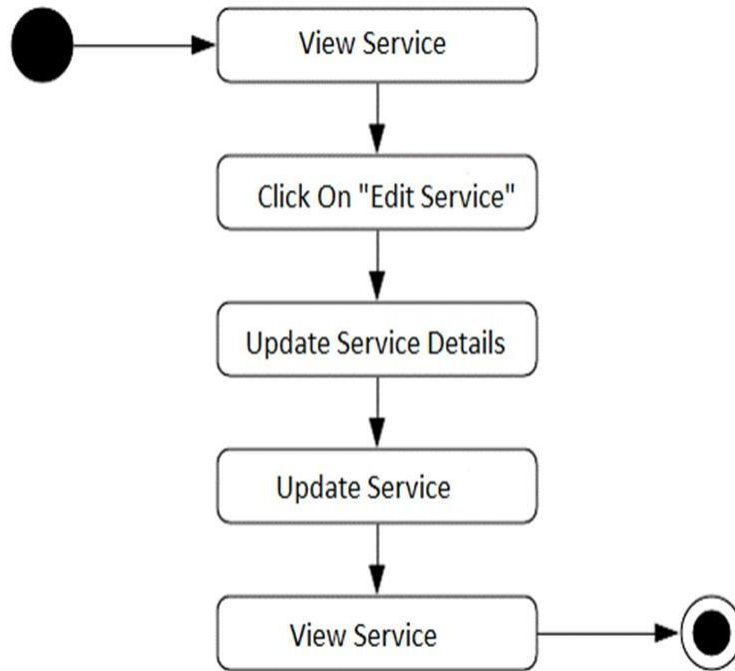 View Service
Click On "Edit Service"
Update Service Details
Update Service
View Service